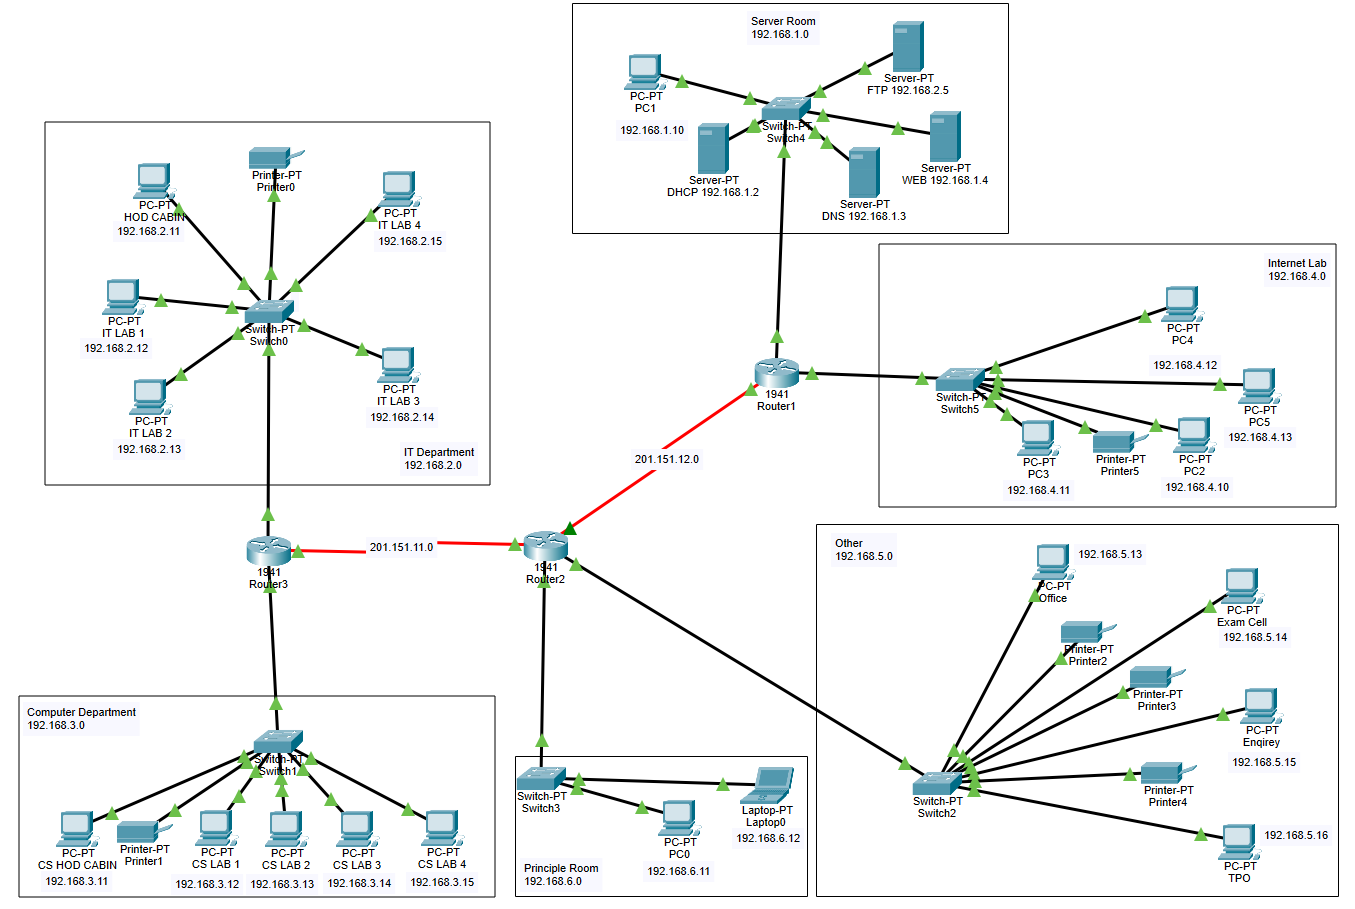 Server Room
192.168.1.0
PC-PT
PC1
192.168.1.10
Switch-PT
Switch4
Server-PT
FTP 192.168.2.5
Server-PT
DHCP 192.168.1.2
Server-PT
DNS 192.168.1.3
Server-PT
WEB 192.168.1.4
PC-PT
HOD CABIN
192.168.2.11
Printer-PT
Printer0
PC-PT
IT LAB 4
192.168.2.15
PC-PT
IT LAB 1
192.168.2.12
Switch-PT
Switch0
PC-PT
IT LAB 2
192.168.2.13
PC-PT
IT LAB 3
192.168.2.14
IT Department
192.168.2.0
Internet Lab
192.168.4.0
PC-PT
PC4
192.168.4.12
1941
Router1
Switch-PT
Switch5
PC-PT
PC5
192.168.4.13
PC-PT
PC3
192.168.4.11
Printer-PT
Printer5
PC-PT
PC2
192.168.4.10
201.151.12.0
201.151.11.0
1941
Router3
1941
Router2
Other
192.168.5.0
PC-PT
Office
192.168.5.13
PC-PT
Exam Cell
192.168.5.14
Printer-PT
Printer2
Printer-PT
Printer3
PC-PT
Enqirey
192.168.5.15
Printer-PT
Printer4
Switch-PT
Switch2
PC-PT
TPO
192.168.5.16
Computer Department
192.168.3.0
Switch-PT
Switch1
PC-PT
CS HOD CABIN
192.168.3.11
Printer-PT
Printer1
PC-PT
CS LAB 1
192.168.3.12
PC-PT
CS LAB 2
192.168.3.13
PC-PT
CS LAB 3
192.168.3.14
PC-PT
CS LAB 4
192.168.3.15
Switch-PT
Switch3
Laptop-PT
Laptop0
192.168.6.12
PC-PT
PC0
192.168.6.11
Principle Room
192.168.6.0